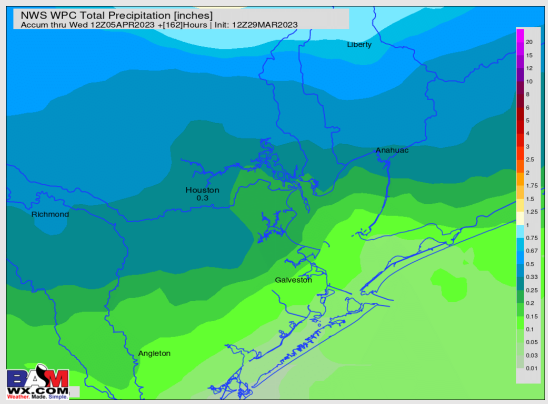 NWS WPC Total Precipitation [inches]
Accum thru Wed 12Z05APR2023 +[162]Hours | Init: 12Z29MAR2023
Liberty
Anahuac
Houston
0.3
Richmond
Galveston
Angleton
20
15
12
10
8
6
5
4
3
2.5
2
1.75
1.5
1.25
1
0.75
0.67
0.5
0.33
0.25
0.2
0.15
0.1
0.05
0.03
0.01
BAM
WX.COM
Weather. Made. Simple.